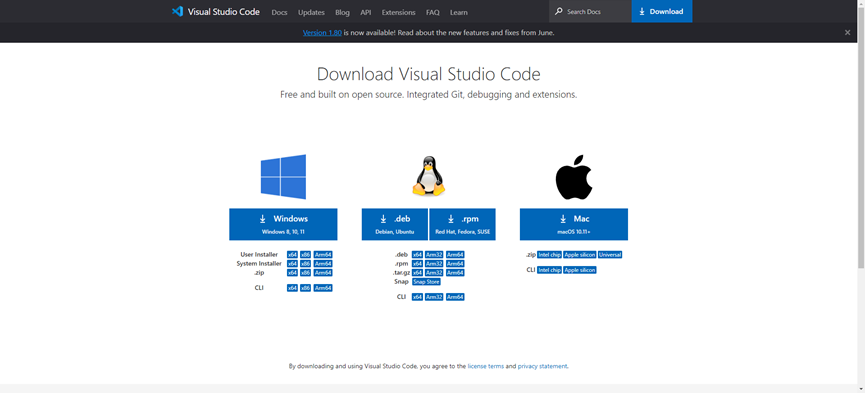 Visual Studio Code Docs Updates Blog API Extensions FAQ Learn Search Docs Download
Version 1.80 is now available! Read about the new features and fixes from June.
Download Visual Studio Code
Free and built on open source. Integrated Git, debugging and extensions.
Windows
Windows 8, 10, 11
User Installer x64 x86 Arm64
System Installer x64 x86 Arm64
.zip x64 x86 Arm64
CLI x64 x86 Arm64
.deb
Debian, Ubuntu
.rpm
Red Hat, Fedora, SUSE
.deb x64 Arm32 Arm64
.rpm x64 Arm32 Arm64
.tar.gz x64 Arm32 Arm64
Snap Snap Store
CLI x64 Arm32 Arm64
Mac
macOS 10.11+
.zip Intel chip Apple silicon Universal
CLI Intel chip Apple silicon
By downloading and using Visual Studio Code, you agree to the license terms and privacy statement.